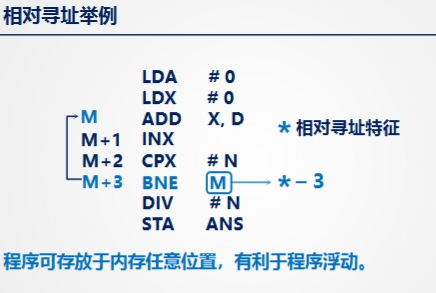 相对寻址举例
LDA # 0
LDX # 0
M ADD X, D
* 相对寻址特征
M+1 INX
M+2 CPX # N
M+3 BNE M * – 3
DIV # N
STA ANS
程序可存放于内存任意位置，有利于程序浮动。